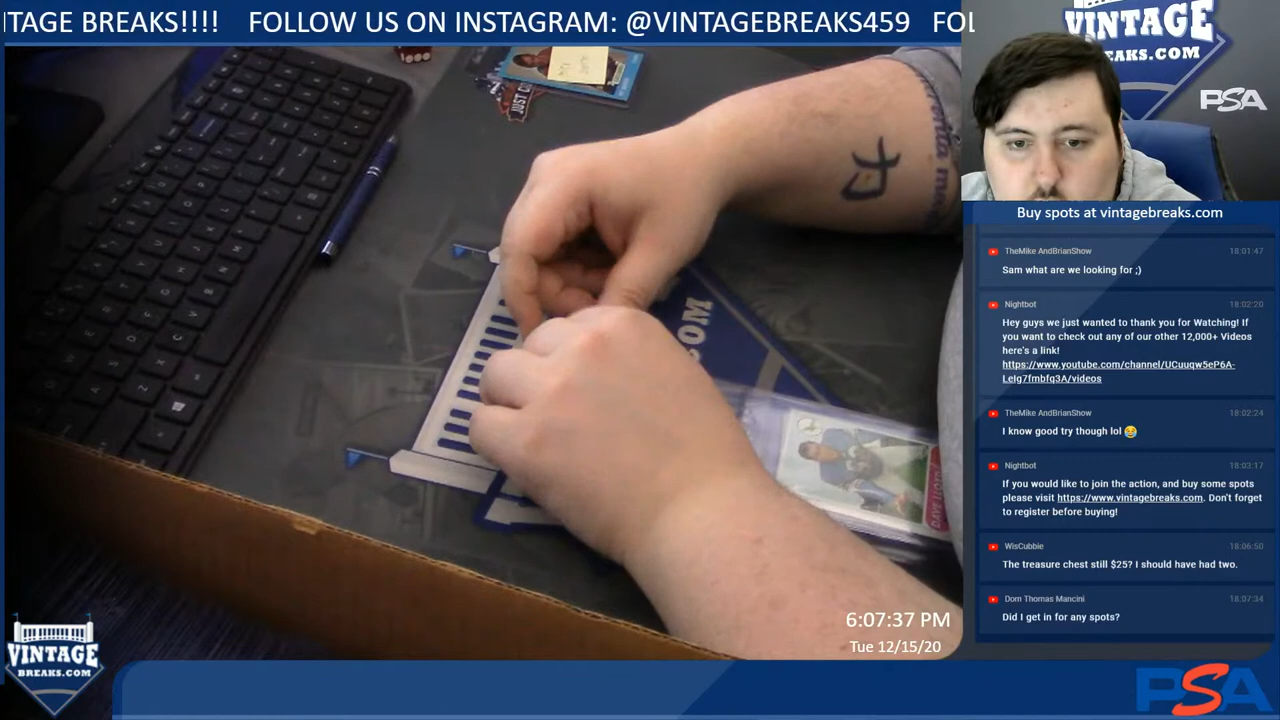 ITAGE BREAKS!!!! FOLLOW US ON INSTAGRAM: @VINTAGEBREAKS459 FOL
VINTAGE
EAKS.COM
PSA
JUST
力
COM
DAVE
Buy spots at vintagebreaks.com
TheMike AndBrianShow 18:01:47
Sam what are we looking for ;)
Nightbot 18:02:20
Hey guys we just wanted to thank you for Watching! If
you want to check out any of our other 12,000+ Videos
here's a link!
https://www.youtube.com/channel/UCuuqw5eP6A-
LeIg7fmbfq3A/videos
TheMike AndBrianShow 18:02:24
I know good try though lol 😂
Nightbot 18:03:17
If you would like to join the action, and buy some spots
please visit https://www.vintagebreaks.com. Don't forget
to register before buying!
WisCubbie 18:06:50
The treasure chest still $25? I should have had two.
Dom Thomas Mancini 18:07:34
Did I get in for any spots?
6:07:37 PM
Tue 12/15/20
VINTAGE
BREAKS.COM
PSA